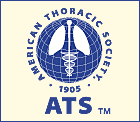 · AMERICAN THORACIC SOCIETY ·
1905
ATS ™